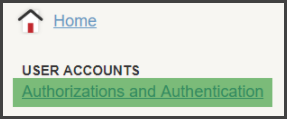 Home
USER ACCOUNTS
Authorizations and Authentication